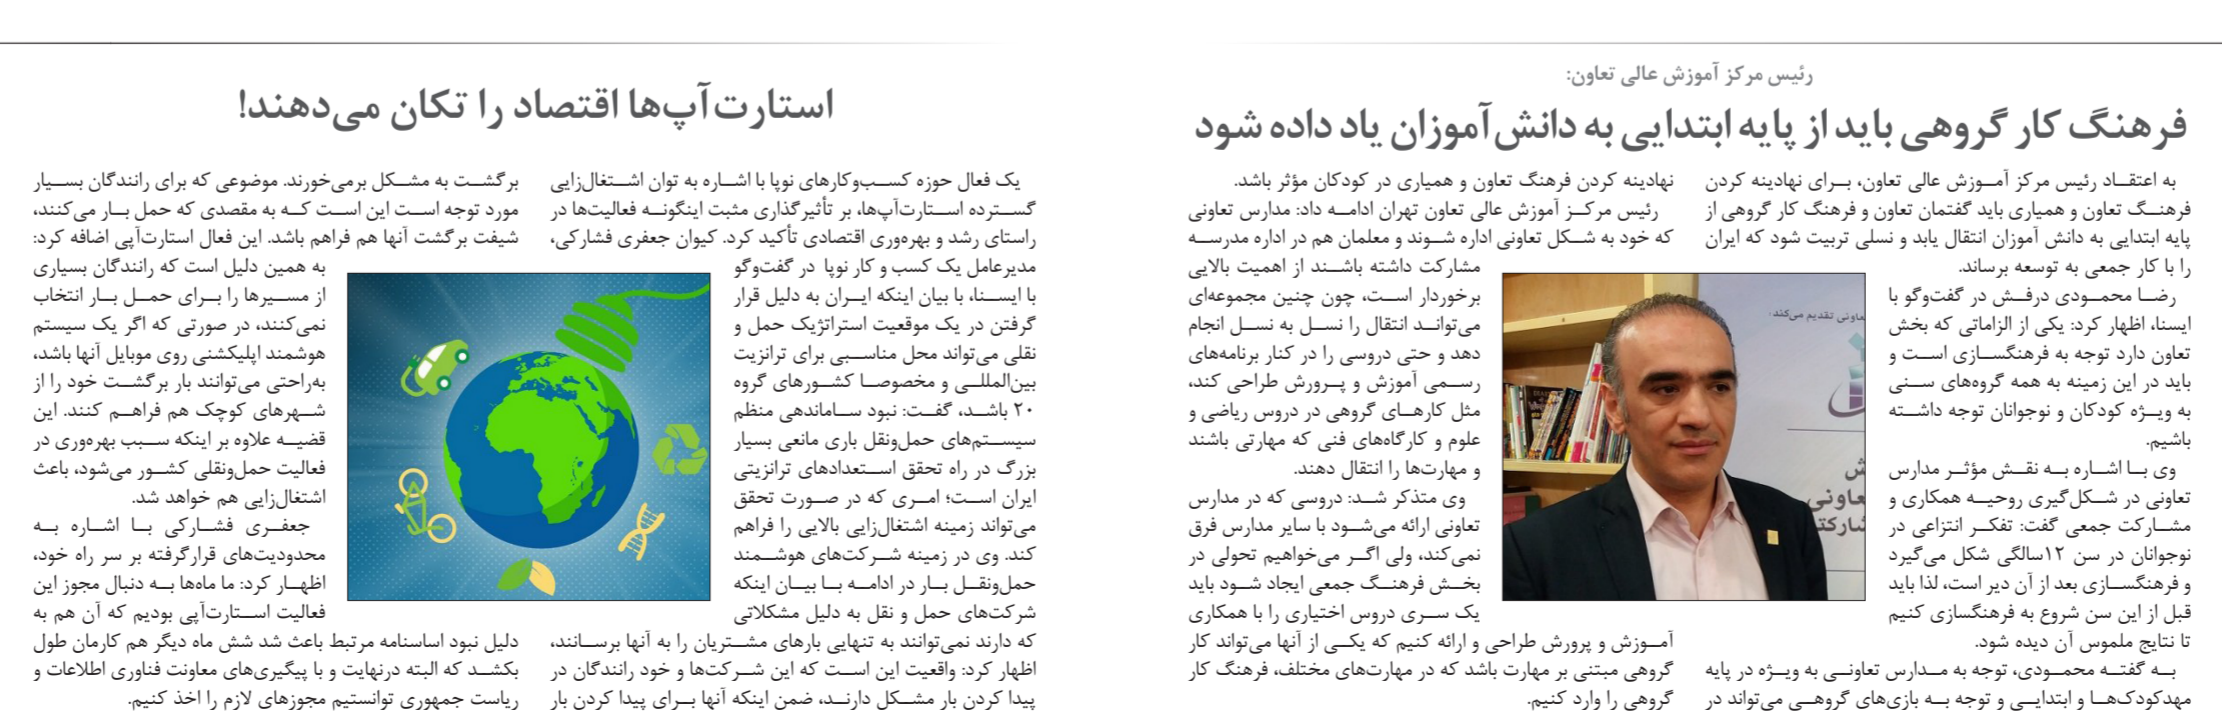 رئیس مرکز آموزش عالی تعاون:
فرهنگ کار گروهی باید از پایه ابتدایی به دانش‌آموزان یاد داده شود
به اعتقاد رئیس مرکز آموزش عالی تعاون، برای نهادینه کردن
فرهنگ تعاون و همیاری باید گفتمان تعاون و فرهنگ کار گروهی از
پایه ابتدایی به دانش آموزان انتقال یابد و نسلی تربیت شود که ایران
را با کار جمعی به توسعه برساند.
رضا محمودی درفش در گفت‌وگو با
ایسنا، اظهار کرد: یکی از الزاماتی که بخش
تعاون دارد توجه به فرهنگسازی است و
باید در این زمینه به همه گروه‌های سنی
به ویژه کودکان و نوجوانان توجه داشته
باشیم.
وی با اشاره به نقش مؤثر مدارس
تعاونی در شکل‌گیری روحیه همکاری و
مشارکت جمعی گفت: تفکر انتزاعی در
نوجوانان در سن ۱۲سالگی شکل می‌گیرد
و فرهنگسازی بعد از آن دیر است، لذا باید
قبل از این سن شروع به فرهنگسازی کنیم
تا نتایج ملموس آن دیده شود.
به گفته محمودی، توجه به مدارس تعاونی به ویژه در پایه
مهدکودک‌ها و ابتدایی و توجه به بازی‌های گروهی می‌تواند در
نهادینه کردن فرهنگ تعاون و همیاری در کودکان مؤثر باشد.
رئیس مرکز آموزش عالی تعاون تهران ادامه داد: مدارس تعاونی
که خود به شکل تعاونی اداره شوند و معلمان هم در اداره مدرسه
مشارکت داشته باشند از اهمیت بالایی
برخوردار است، چون چنین مجموعه‌ای
می‌تواند انتقال را نسل به نسل انجام
دهد و حتی دروسی را در کنار برنامه‌های
رسمی آموزش و پرورش طراحی کند،
مثل کارهای گروهی در دروس ریاضی و
علوم و کارگاه‌های فنی که مهارتی باشند
و مهارت‌ها را انتقال دهند.
وی متذکر شد: دروسی که در مدارس
تعاونی ارائه می‌شود با سایر مدارس فرق
نمی‌کند، ولی اگر می‌خواهیم تحولی در
بخش فرهنگ جمعی ایجاد شود باید
یک سری دروس اختیاری را با همکاری
آموزش و پرورش طراحی و ارائه کنیم که یکی از آنها می‌تواند کار
گروهی مبتنی بر مهارت باشد که در مهارت‌های مختلف، فرهنگ کار
گروهی را وارد کنیم.
تقدیم می‌کند
استارت‌آپ‌ها اقتصاد را تکان می‌دهند!
یک فعال حوزه کسب‌وکارهای نوپا با اشاره به توان اشتغال‌زایی
گسترده استارت‌آپ‌ها، بر تأثیرگذاری مثبت اینگونه فعالیت‌ها در
راستای رشد و بهره‌وری اقتصادی تأکید کرد. کیوان جعفری فشارکی،
مدیرعامل یک کسب و کار نوپا در گفت‌وگو
با ایسنا، با بیان اینکه ایران به دلیل قرار
گرفتن در یک موقعیت استراتژیک حمل و
نقلی می‌تواند محل مناسبی برای ترانزیت
بین‌المللی و مخصوصا کشورهای گروه
۲۰ باشد، گفت: نبود ساماندهی منظم
سیستم‌های حمل‌ونقل باری مانعی بسیار
بزرگ در راه تحقق استعدادهای ترانزیتی
ایران است؛ امری که در صورت تحقق
می‌تواند زمینه اشتغال‌زایی بالایی را فراهم
کند. وی در زمینه شرکت‌های هوشمند
حمل‌ونقل بار در ادامه با بیان اینکه
شرکت‌های حمل و نقل به دلیل مشکلاتی
که دارند نمی‌توانند به تنهایی بارهای مشتریان را به آنها برسانند،
اظهار کرد: واقعیت این است که این شرکت‌ها و خود رانندگان در
پیدا کردن بار مشکل دارند، ضمن اینکه آنها برای پیدا کردن بار
برگشت به مشکل برمی‌خورند. موضوعی که برای رانندگان بسیار
مورد توجه است این است که به مقصدی که حمل بار می‌کنند،
شیفت برگشت آنها هم فراهم باشد. این فعال استارت‌آپی اضافه کرد:
به همین دلیل است که رانندگان بسیاری
از مسیرها را برای حمل بار انتخاب
نمی‌کنند، در صورتی که اگر یک سیستم
هوشمند اپلیکشنی روی موبایل آنها باشد،
به‌راحتی می‌توانند بار برگشت خود را از
شهرهای کوچک هم فراهم کنند. این
قضیه علاوه بر اینکه سبب بهره‌وری در
فعالیت حمل‌ونقلی کشور می‌شود، باعث
اشتغال‌زایی هم خواهد شد.
جعفری فشارکی با اشاره به
محدودیت‌های قرارگرفته بر سر راه خود،
اظهار کرد: ما ماه‌ها به دنبال مجوز این
فعالیت استارت‌آپی بودیم که آن هم به
دلیل نبود اساسنامه مرتبط باعث شد شش ماه دیگر هم کارمان طول
بکشد که البته درنهایت و با پیگیری‌های معاونت فناوری اطلاعات و
ریاست جمهوری توانستیم مجوزهای لازم را اخذ کنیم.